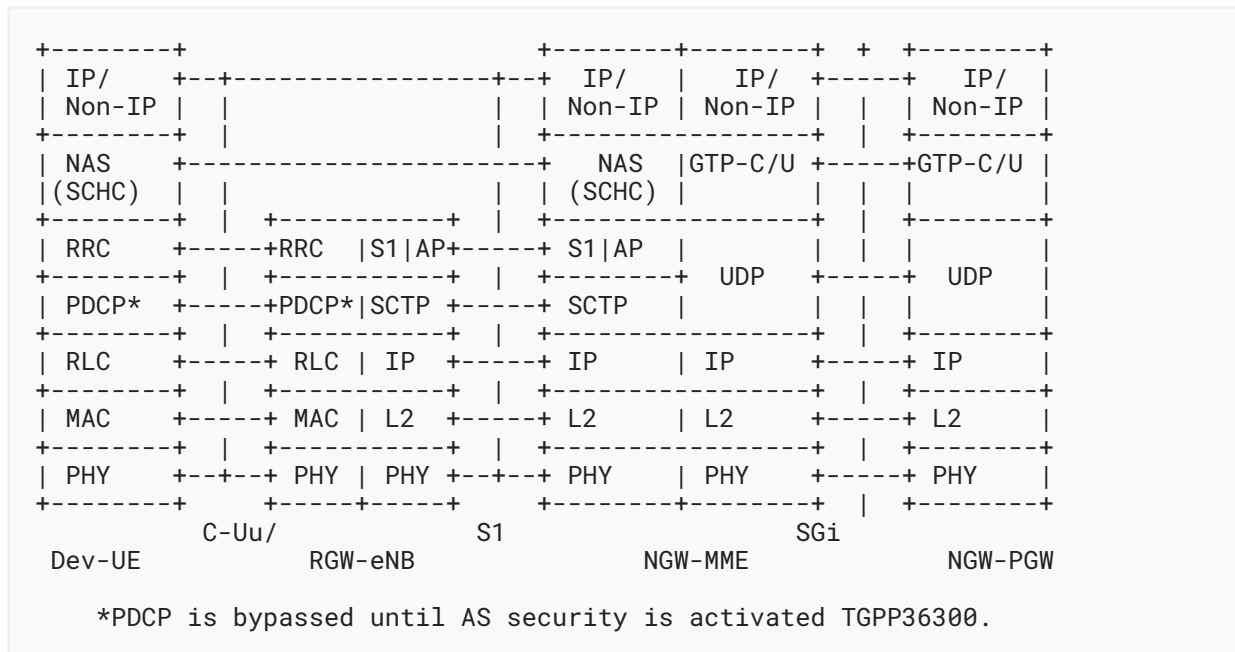 +--------+                       +--------+--------+  +  +--------+
| IP/    +--+-----------------+--+  IP/   |   IP/  +-----+   IP/  |
| Non-IP |  |                 |  | Non-IP | Non-IP |  |  | Non-IP |
+--------+  |                 |  +-----------------+  |  +--------+
| NAS    +-----------------------+   NAS  |GTP-C/U +-----+GTP-C/U |
|(SCHC)  |  |                 |  | (SCHC) |        |  |  |        |
+--------+  |  +-----------+  |  +-----------------+  |  +--------+
| RRC    +-----+RRC  |S1|AP+-----+ S1|AP  |        |  |  |        |
+--------+  |  +-----------+  |  +--------+  UDP   +-----+  UDP   |
| PDCP*  +-----+PDCP*|SCTP +-----+ SCTP   |        |  |  |        |
+--------+  |  +-----------+  |  +-----------------+  |  +--------+
| RLC    +-----+ RLC | IP  +-----+ IP     | IP     +-----+ IP     |
+--------+  |  +-----------+  |  +-----------------+  |  +--------+
| MAC    +-----+ MAC | L2  +-----+ L2     | L2     +-----+ L2     |
+--------+  |  +-----------+  |  +-----------------+  |  +--------+
| PHY    +--+--+ PHY | PHY +--+--+ PHY    | PHY    +-----+ PHY    |
+--------+     +-----+-----+     +--------+--------+  |  +--------+
           C-Uu/             S1                   SGi
 Dev-UE           RGW-eNB               NGW-MME             NGW-PGW
    *PDCP is bypassed until AS security is activated TGPP36300.